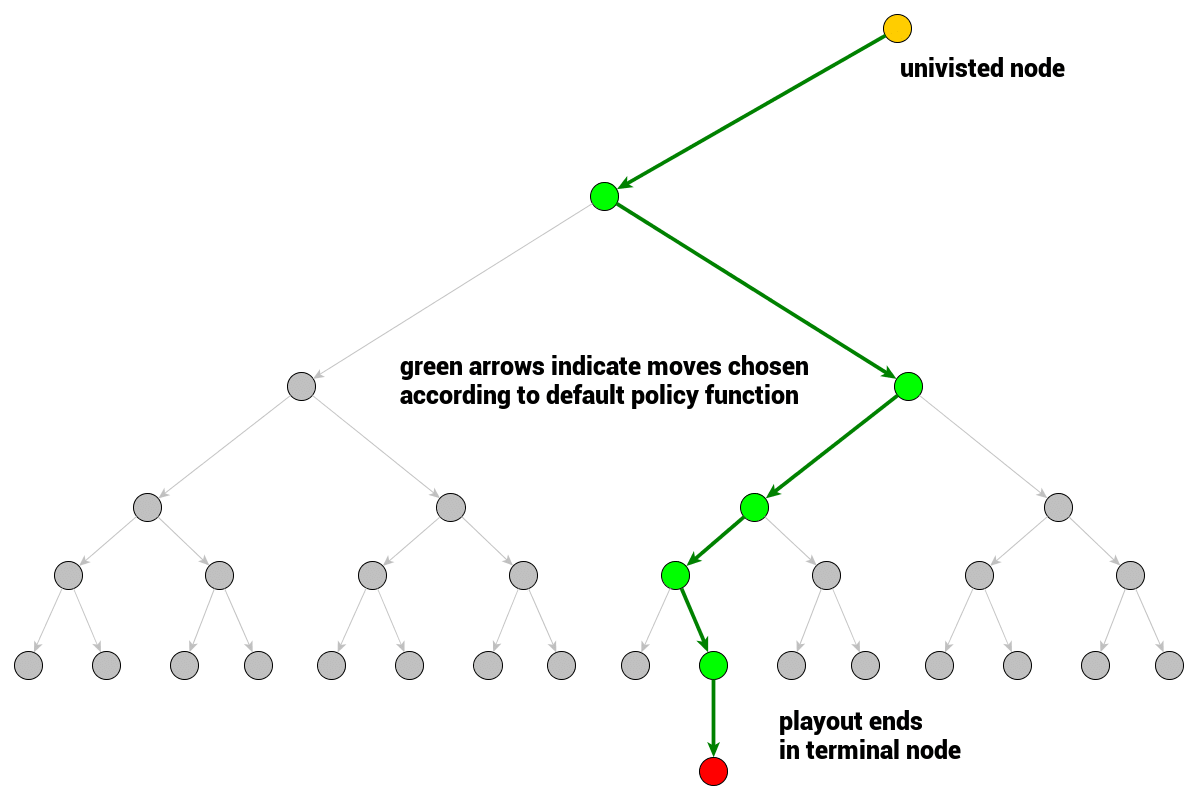 univisted node
green arrows indicate moves chosen
according to default policy function
playout ends
in terminal node